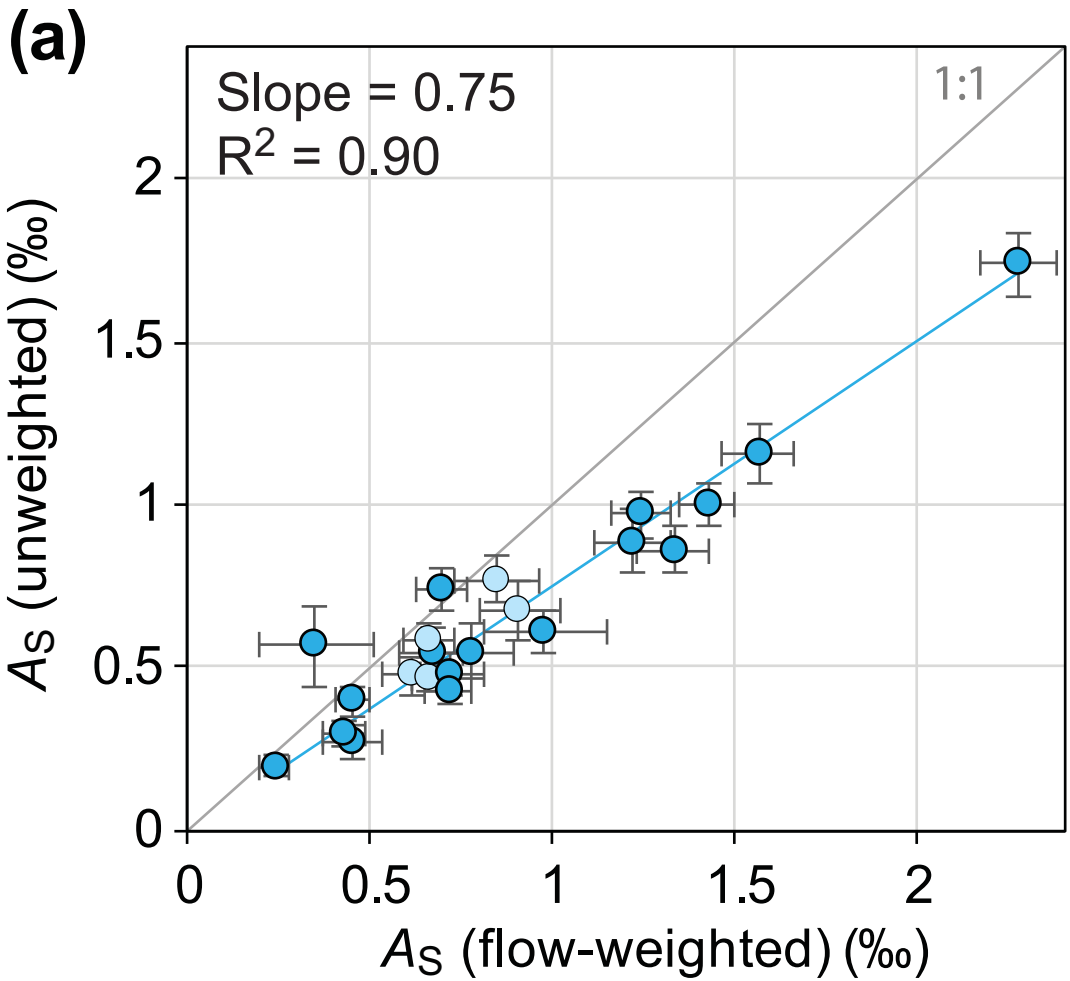 (a)
Slope = 0.75
R² = 0.90
1:1
2
1.5
1
0.5
0
0 0.5 1 1.5 2
AS (unweighted) (‰)
AS (flow-weighted) (‰)